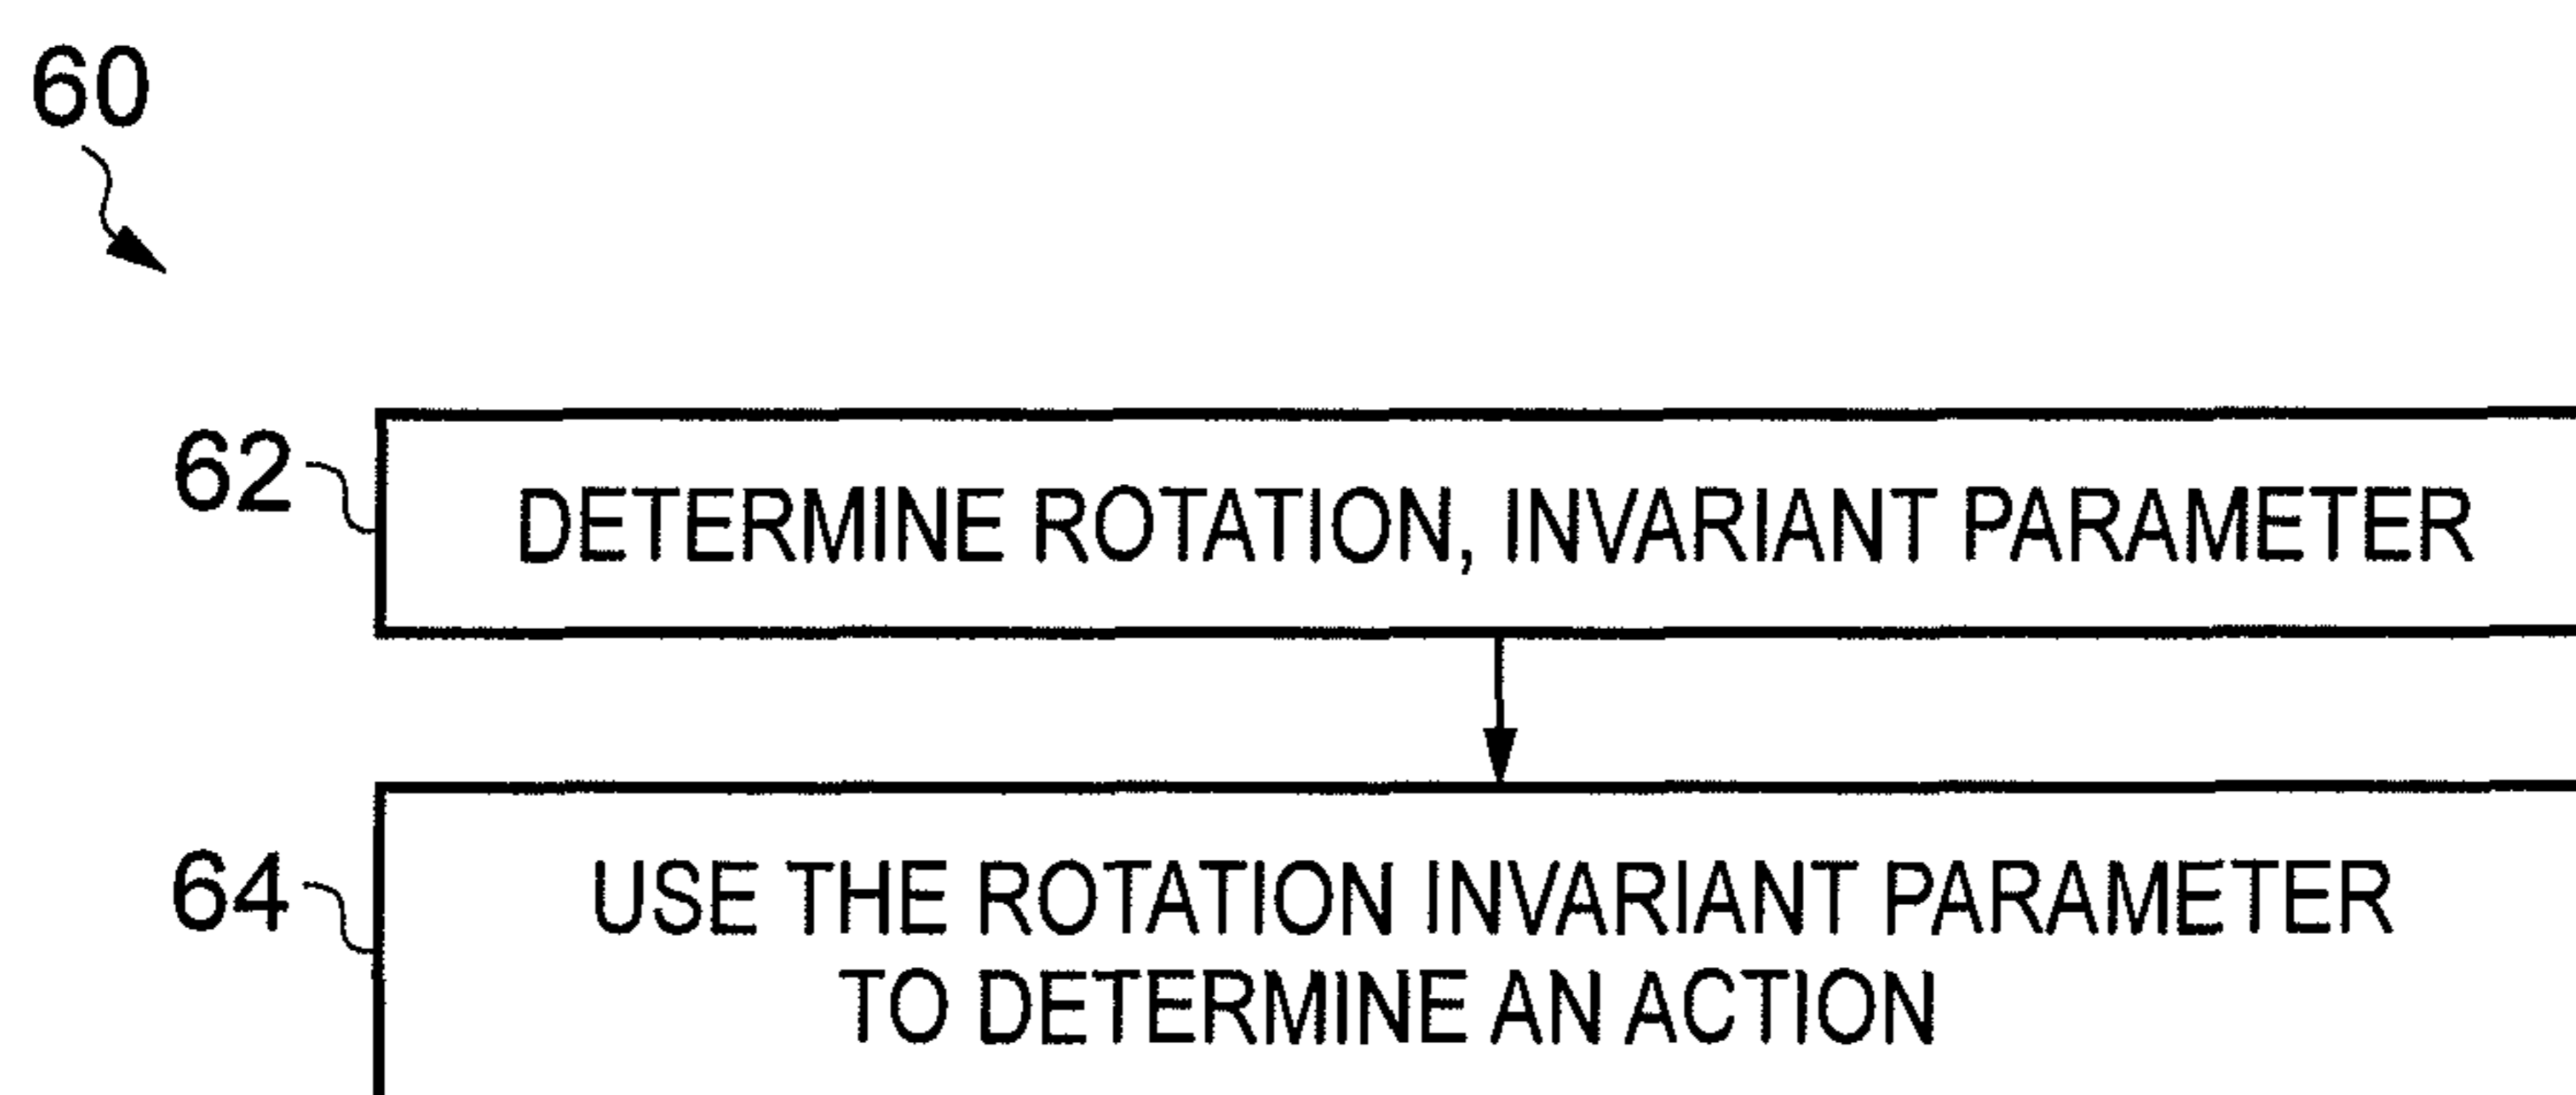 60
62
DETERMINE ROTATION, INVARIANT PARAMETER
64
USE THE ROTATION INVARIANT PARAMETER
TO DETERMINE AN ACTION